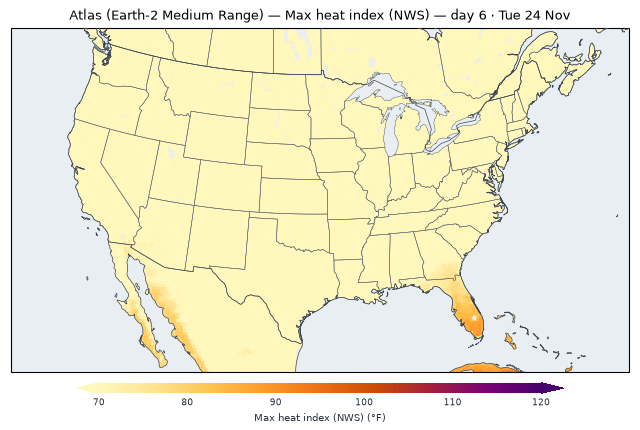 Atlas (Earth-2 Medium Range) — Max heat index (NWS) — day 6 · Tue 24 Nov
70 80 90 100 110 120
Max heat index (NWS) (°F)